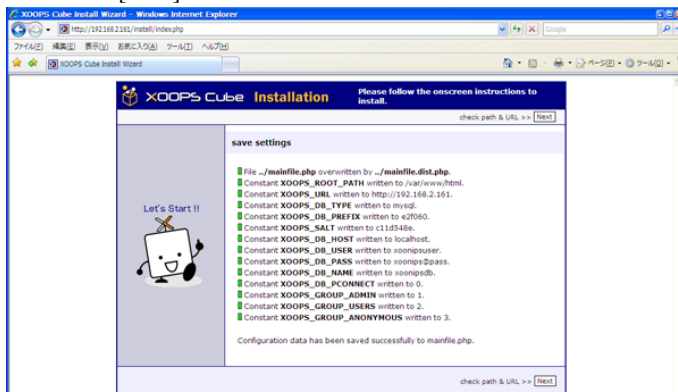 XOOPS Cube Install Wizard - Windows Internet Explorer
http://192.168.2.161/install/index.php
Google
ファイル(F) 編集(E) 表示(V) お気に入り(A) ツール(T) ヘルプ(H)
XOOPS Cube Install Wizard
ページ(P) ツール(O)
XOOPS Cube Installation
Please follow the onscreen instructions to
install.
check path & URL >> Next
save settings
File ../mainfile.php overwritten by ../mainfile.dist.php.
Constant XOOPS_ROOT_PATH written to /var/www/html.
Constant XOOPS_URL written to http://192.168.2.161.
Constant XOOPS_DB_TYPE written to mysql.
Constant XOOPS_DB_PREFIX written to e2f060.
Constant XOOPS_SALT written to c11d348e.
Constant XOOPS_DB_HOST written to localhost.
Constant XOOPS_DB_USER written to xoonipsuser.
Constant XOOPS_DB_PASS written to xoonips@pass.
Constant XOOPS_DB_NAME written to xoonipsdb.
Constant XOOPS_DB_PCONNECT written to 0.
Constant XOOPS_GROUP_ADMIN written to 1.
Constant XOOPS_GROUP_USERS written to 2.
Constant XOOPS_GROUP_ANONYMOUS written to 3.
Let's Start !!
Configuration data has been saved successfully to mainfile.php.
check path & URL >> Next